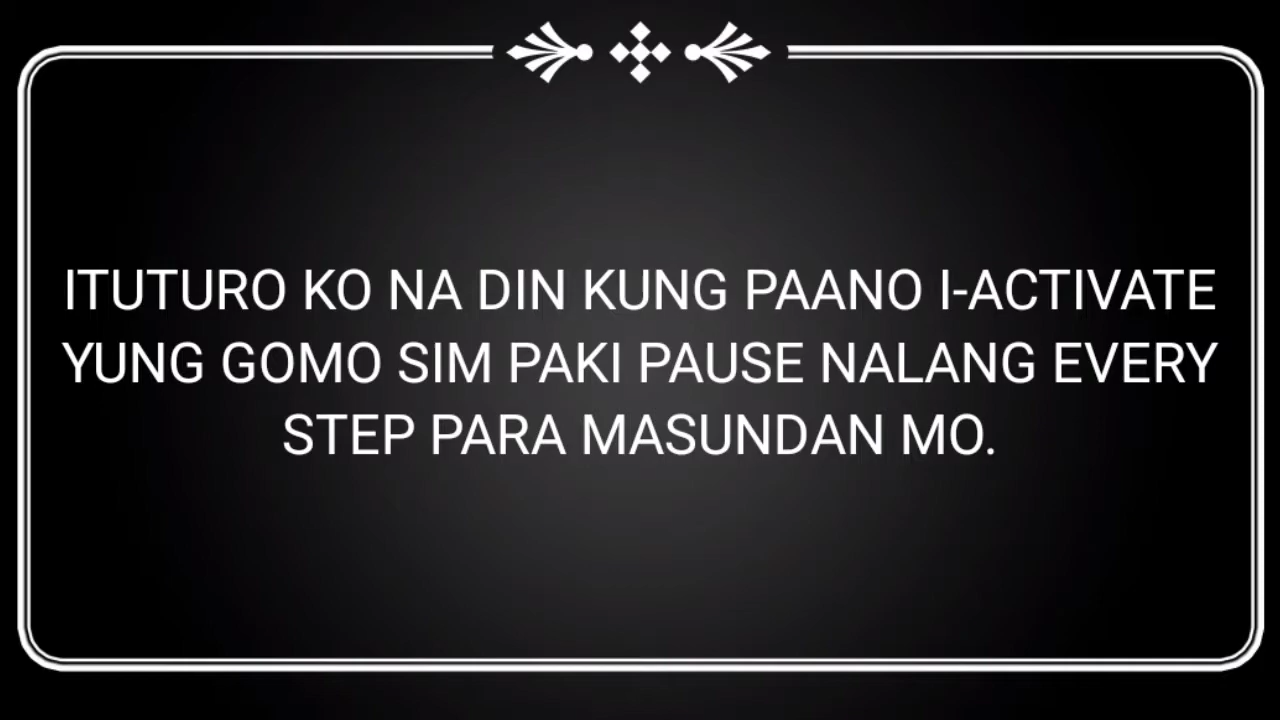 ITUTURO KO NA DIN KUNG PAANO I-ACTIVATE
YUNG GOMO SIM PAKI PAUSE NALANG EVERY
STEP PARA MASUNDAN MO.